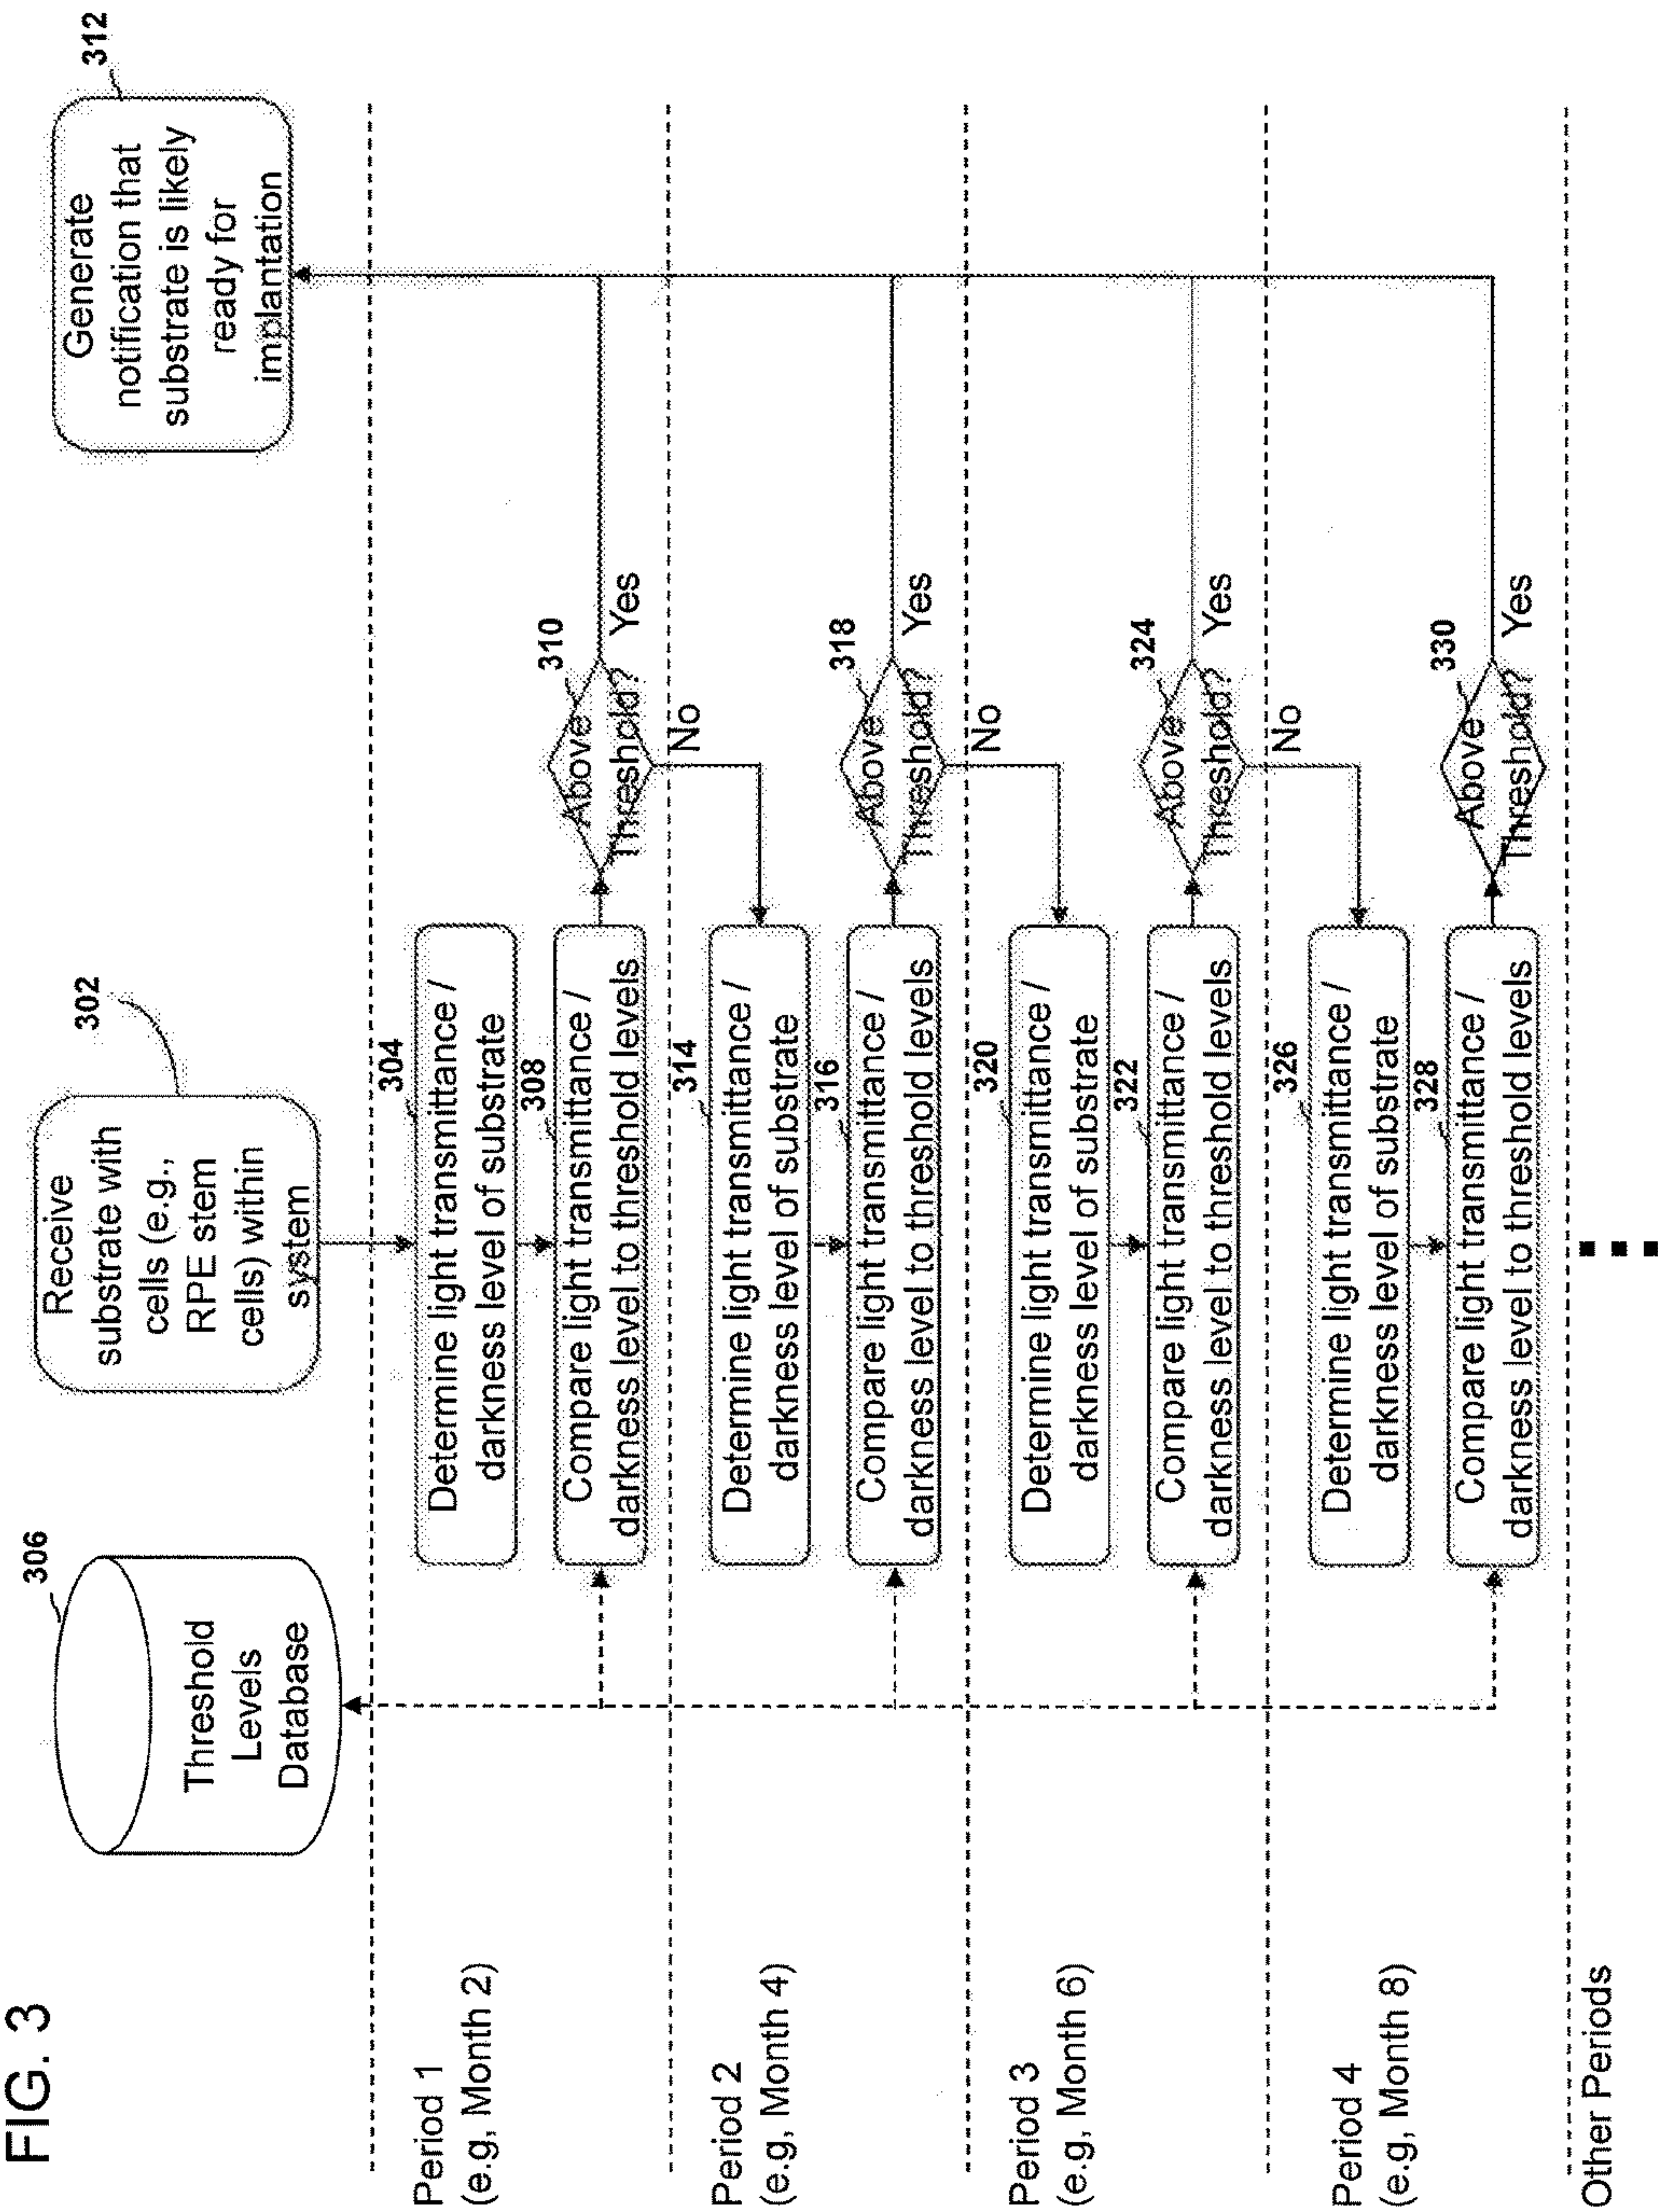 FIG. 3
306
Threshold
Levels
Database
302
Receive
substrate with
cells (e.g.,
RPE stem
cells) within
system
312
Generate
notification that
substrate is likely
ready for
implantation
Period 1
(e.g, Month 2)
304
Determine light transmittance /
darkness level of substrate
308
Compare light transmittance /
darkness level to threshold levels
310
Above
Threshold?
Yes
No
Period 2
(e.g, Month 4)
314
Determine light transmittance /
darkness level of substrate
316
Compare light transmittance /
darkness level to threshold levels
318
Above
Threshold?
Yes
No
Period 3
(e.g, Month 6)
320
Determine light transmittance /
darkness level of substrate
322
Compare light transmittance /
darkness level to threshold levels
324
Above
Threshold?
Yes
No
Period 4
(e.g, Month 8)
326
Determine light transmittance /
darkness level of substrate
328
Compare light transmittance /
darkness level to threshold levels
330
Above
Threshold?
Yes
Other Periods